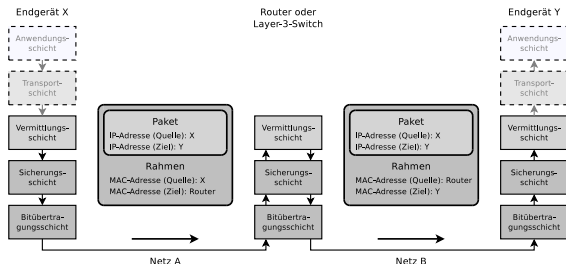 Endgerät X
Router oder
Layer-3-Switch
Endgerät Y
Anwendungs-
schicht
Transport-
schicht
Vermittlungs-
schicht
Sicherungs-
schicht
Bitübertra-
gungsschicht
Paket
IP-Adresse (Quelle): X
IP-Adresse (Ziel): Y
Rahmen
MAC-Adresse (Quelle): X
MAC-Adresse (Ziel): Router
Vermittlungs-
schicht
Sicherungs-
schicht
Bitübertra-
gungsschicht
Paket
IP-Adresse (Quelle): X
IP-Adresse (Ziel): Y
Rahmen
MAC-Adresse (Quelle): Router
MAC-Adresse (Ziel): Y
Anwendungs-
schicht
Transport-
schicht
Vermittlungs-
schicht
Sicherungs-
schicht
Bitübertra-
gungsschicht
Netz A
Netz B